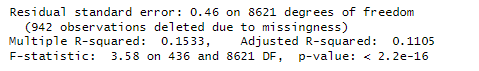 Residual standard error: 0.46 on 8621 degrees of freedom
(942 observations deleted due to missingness)
Multiple R-squared:  0.1533,    Adjusted R-squared:  0.1105
F-statistic:  3.58 on 436 and 8621 DF,  p-value: < 2.2e-16